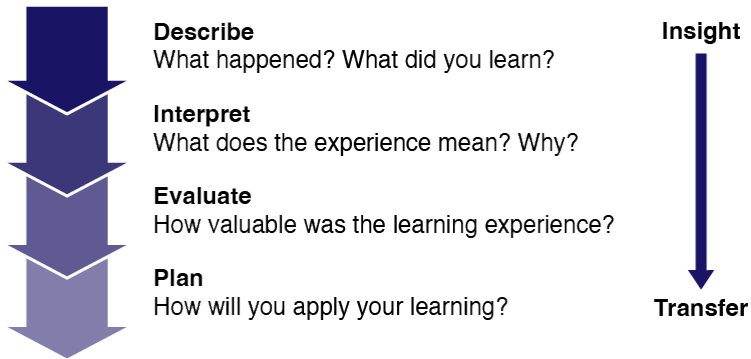 Describe
What happened? What did you learn?
Interpret
What does the experience mean? Why?
Evaluate
How valuable was the learning experience?
Plan
How will you apply your learning?
Insight
Transfer